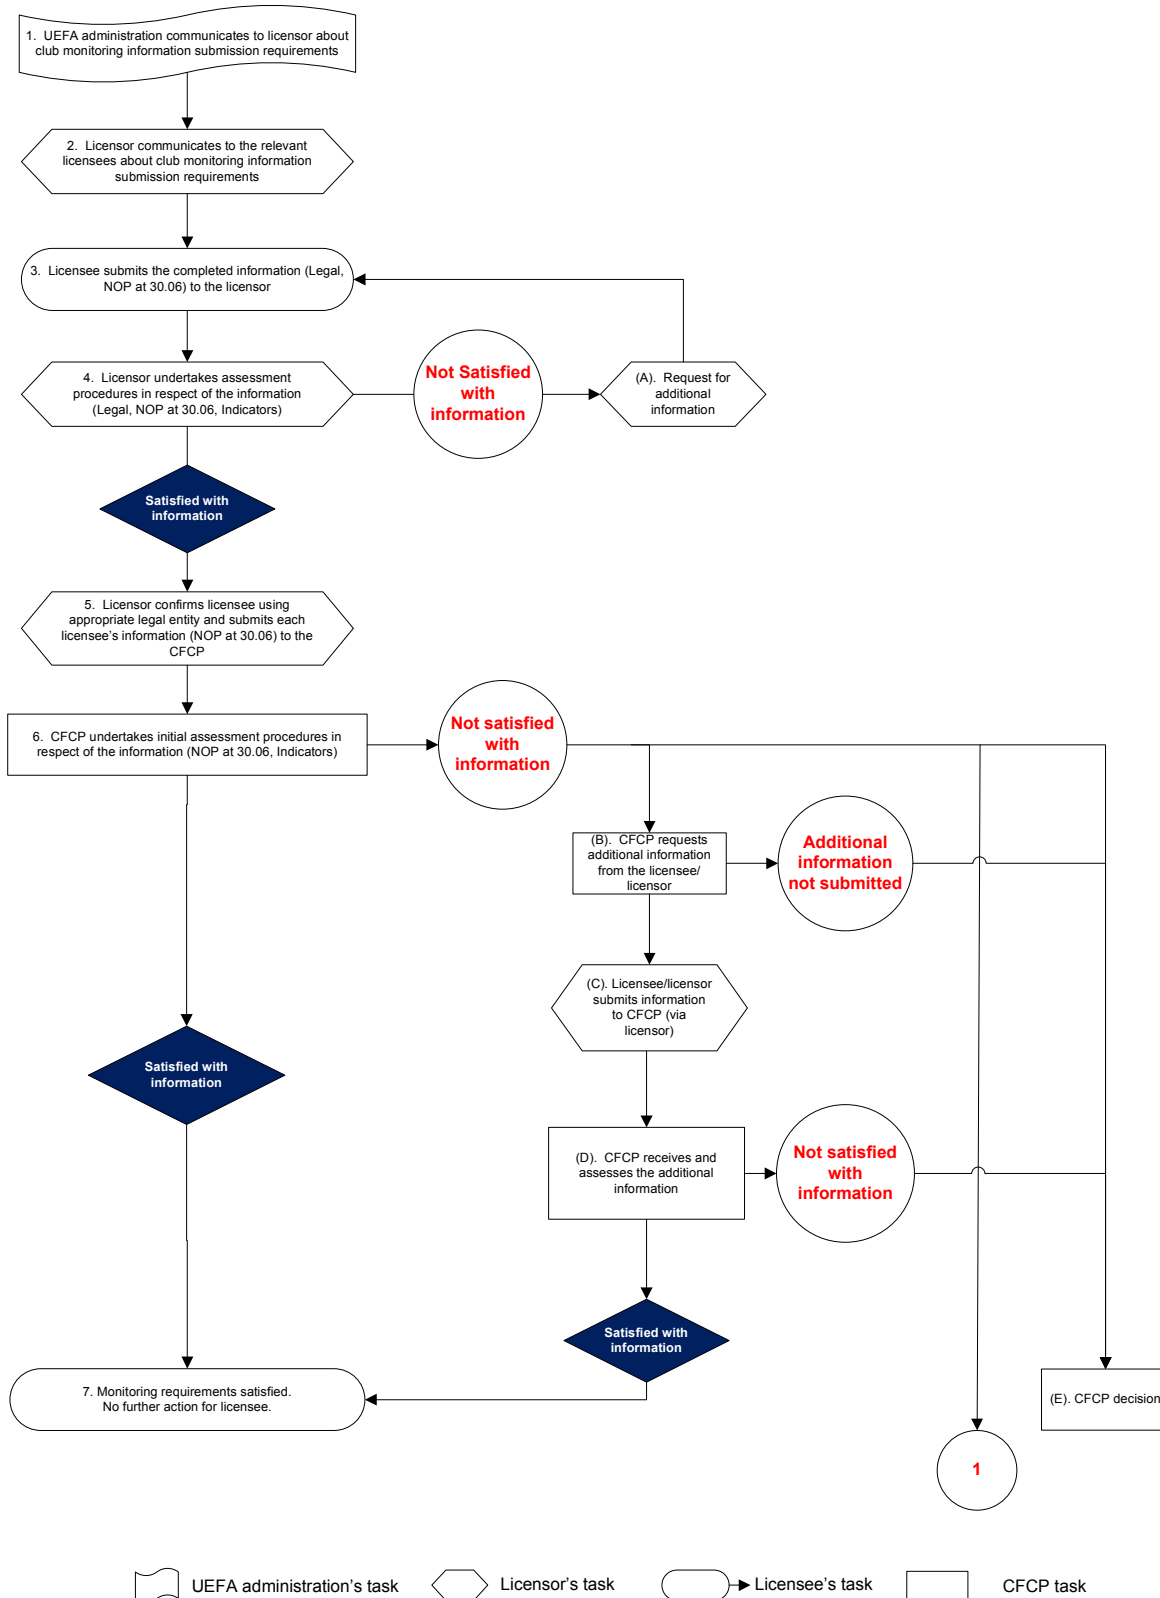 1. UEFA administration communicates to licensor about
club monitoring information submission requirements
2. Licensor communicates to the relevant
licensees about club monitoring information
submission requirements
3. Licensee submits the completed information (Legal,
NOP at 30.06) to the licensor
4. Licensor undertakes assessment
procedures in respect of the information
(Legal, NOP at 30.06, Indicators)
Not Satisfied
with
information
(A). Request for
additional
information
Satisfied with
information
5. Licensor confirms licensee using
appropriate legal entity and submits each
licensee's information (NOP at 30.06) to the
CFCP
6. CFCP undertakes initial assessment procedures in
respect of the information (NOP at 30.06, Indicators)
Not satisfied
with
information
(B). CFCP requests
additional information
from the licensee/
licensor
Additional
information
not submitted
(C). Licensee/licensor
submits information
to CFCP (via
licensor)
Satisfied with
information
(D). CFCP receives and
assesses the additional
information
Not satisfied
with
information
Satisfied with
information
7. Monitoring requirements satisfied.
No further action for licensee.
(E). CFCP decision
1
UEFA administration's task
Licensor's task
Licensee's task
CFCP task